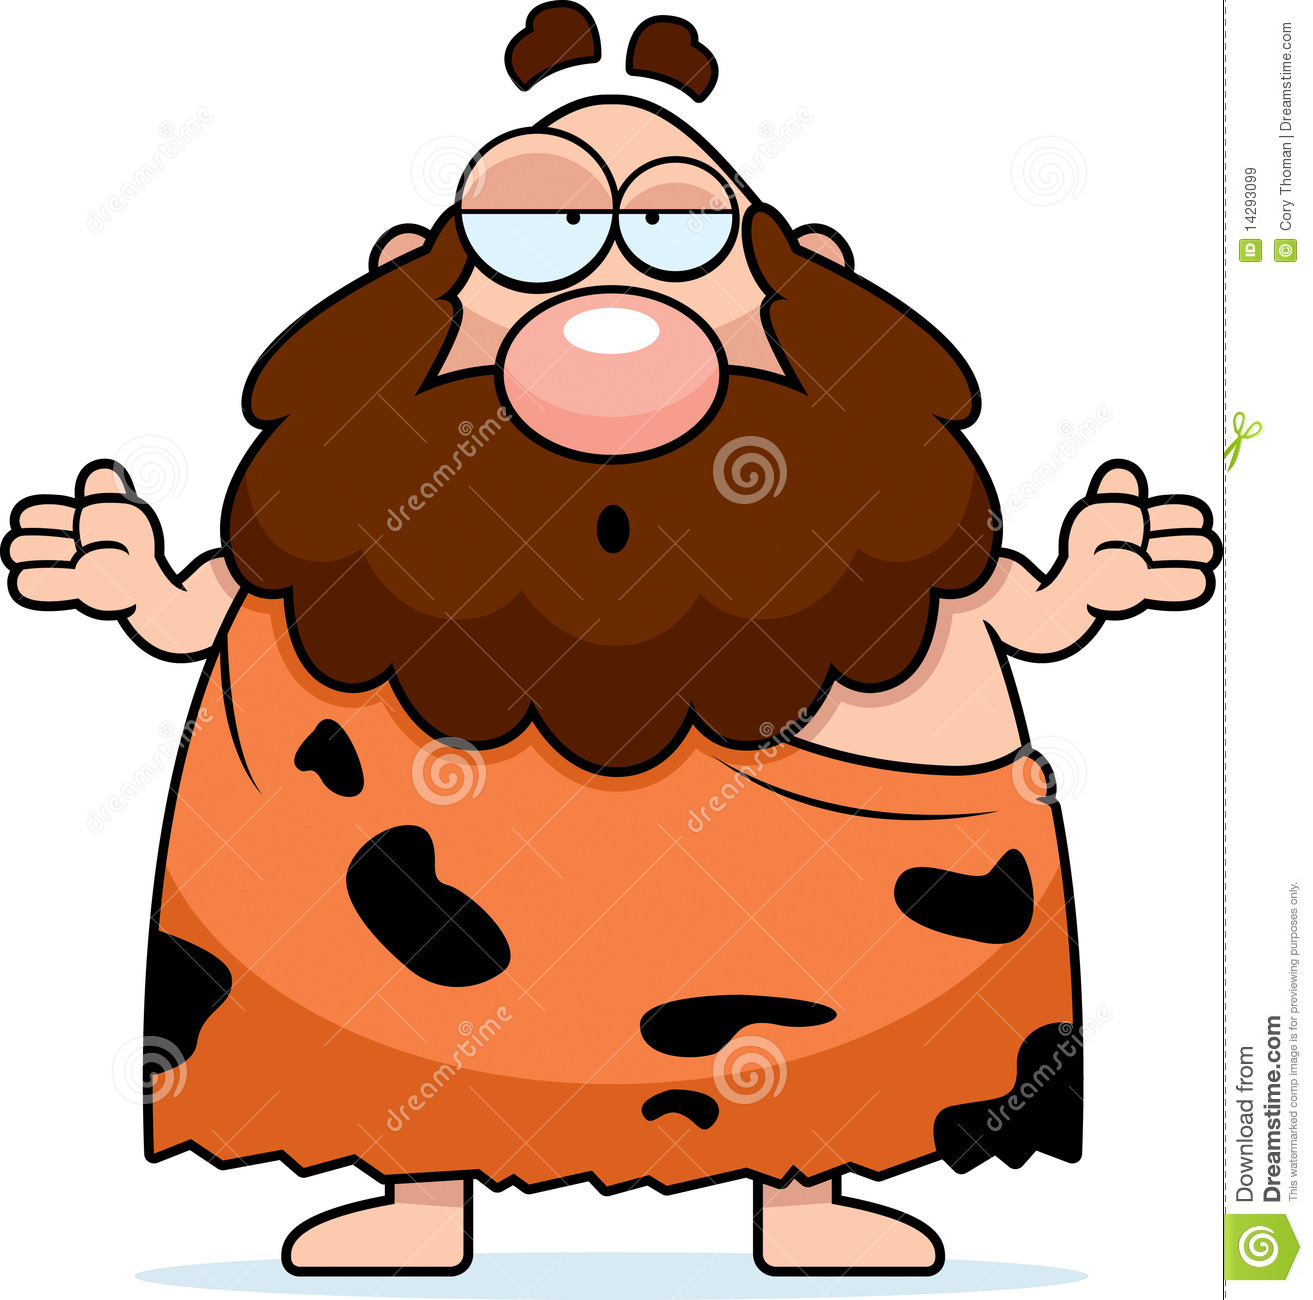 ID 14293099
© Cory Thoman | Dreamstime.com
Download from
Dreamstime.com
This watermarked comp image is for previewing purposes only.
dreamstime
dreamstime
dreamstime
dreamstime
dreamstime
dreamstime
dreamstime
dreamstime